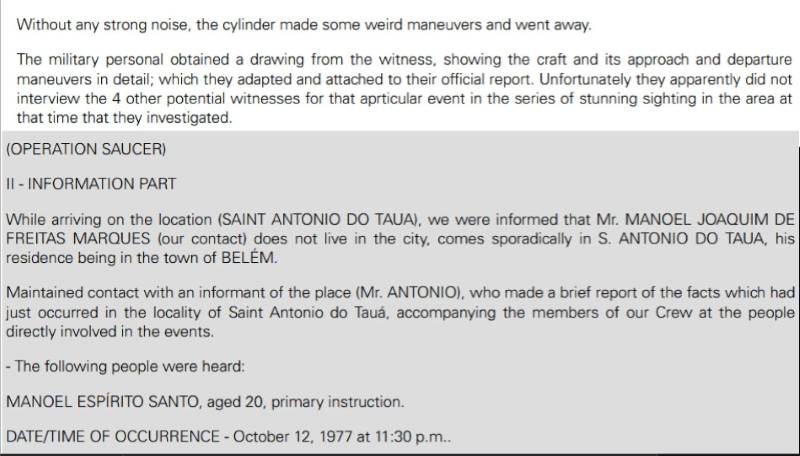 Without any strong noise, the cylinder made some weird maneuvers and went away.
The military personal obtained a drawing from the witness, showing the craft and its approach and departure
maneuvers in detail; which they adapted and attached to their official report. Unfortunately they apparently did not
interview the 4 other potential witnesses for that aprticular event in the series of stunning sighting in the area at
that time that they investigated.
(OPERATION SAUCER)
II - INFORMATION PART
While arriving on the location (SAINT ANTONIO DO TAUA), we were informed that Mr. MANOEL JOAQUIM DE
FREITAS MARQUES (our contact) does not live in the city, comes sporadically in S. ANTONIO DO TAUA, his
residence being in the town of BELÉM.
Maintained contact with an informant of the place (Mr. ANTONIO), who made a brief report of the facts which had
just occurred in the locality of Saint Antonio do Tauá, accompanying the members of our Crew at the people
directly involved in the events.
- The following people were heard:
MANOEL ESPÍRITO SANTO, aged 20, primary instruction.
DATE/TIME OF OCCURRENCE - October 12, 1977 at 11:30 p.m..